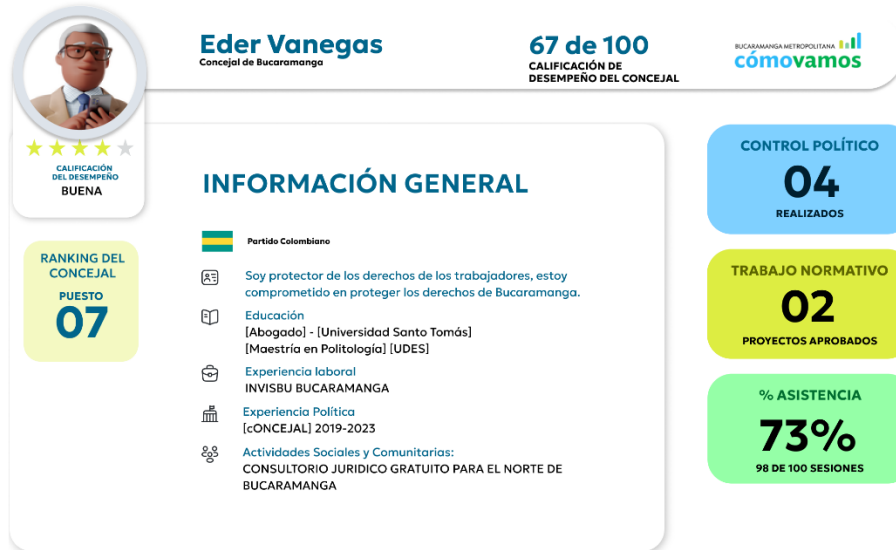 Eder Vanegas
Concejal de Bucaramanga
67 de 100
CALIFICACIÓN DE
DESEMPEÑO DEL CONCEJAL
BUCARAMANGA METROPOLITANA
cómovamos
CALIFICACIÓN
DEL DESEMPEÑO
BUENA
RANKING DEL
CONCEJAL
PUESTO
07
INFORMACIÓN GENERAL
Partido Colombiano
Soy protector de los derechos de los trabajadores, estoy
comprometido en proteger los derechos de Bucaramanga.
Educación
[Abogado] - [Universidad Santo Tomás]
[Maestría en Politología] [UDES]
Experiencia laboral
INVISBU BUCARAMANGA
Experiencia Política
[cONCEJAL] 2019-2023
Actividades Sociales y Comunitarias:
CONSULTORIO JURIDICO GRATUITO PARA EL NORTE DE
BUCARAMANGA
CONTROL POLÍTICO
04
REALIZADOS
TRABAJO NORMATIVO
02
PROYECTOS APROBADOS
% ASISTENCIA
73%
98 DE 100 SESIONES